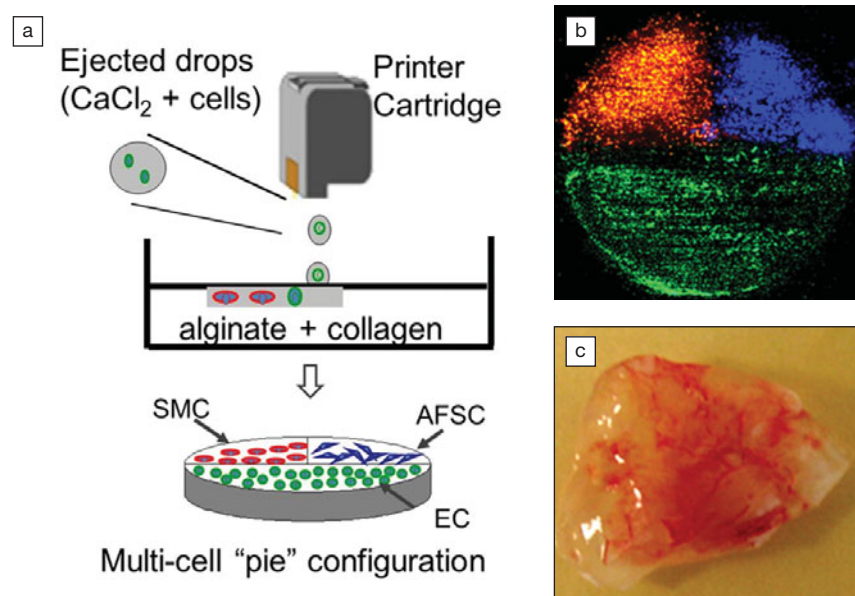 a
Ejected drops
(CaCl₂ + cells)
Printer
Cartridge
alginate + collagen
SMC
AFSC
EC
Multi-cell “pie” configuration
b
c